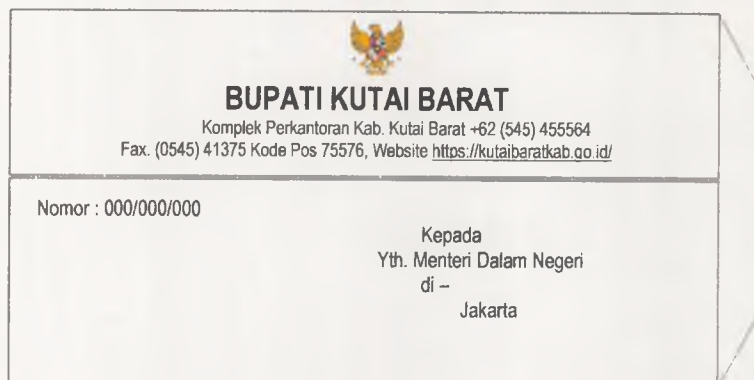 BUPATI KUTAI BARAT
Komplek Perkantoran Kab. Kutai Barat +62 (545) 455564
Fax. (0545) 41375 Kode Pos 75576, Website https://kutaibaratkab.go.id/
Nomor : 000/000/000
Kepada
Yth. Menteri Dalam Negeri
di –
Jakarta